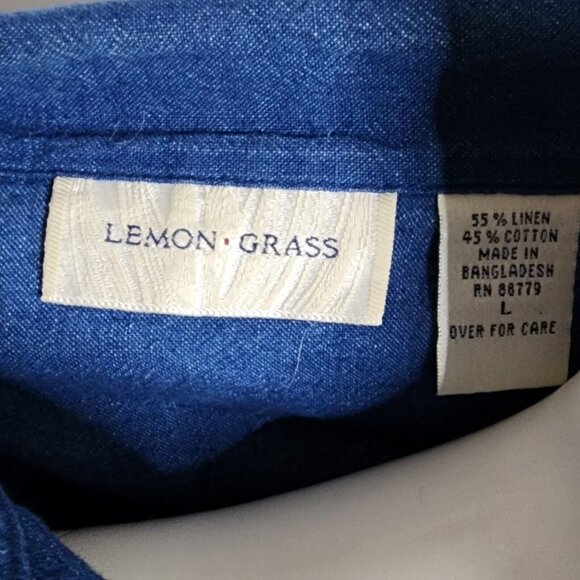 LEMON · GRASS
55 % LINEN
45 % COTTON
MADE IN
BANGLADESH
RN 88779
L
OVER FOR CARE